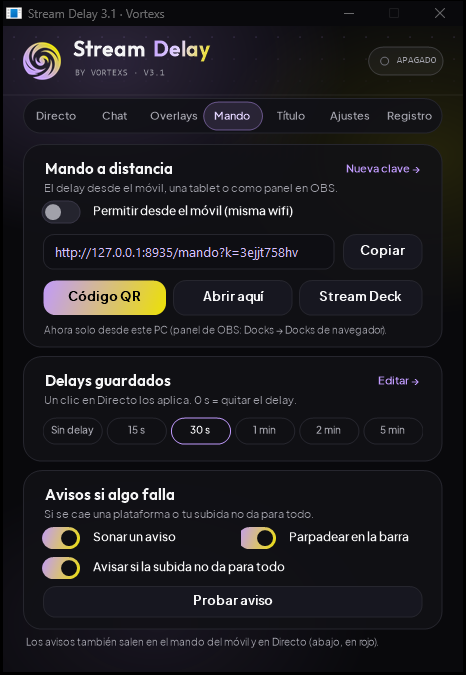 Stream Delay 3.1 · Vortexs
Stream Delay
BY VORTEXS · V3.1
APAGADO
Directo Chat Overlays Mando Título Ajustes Registro
Mando a distancia
Nueva clave →
El delay desde el móvil, una tablet o como panel en OBS.
Permitir desde el móvil (misma wifi)
http://127.0.0.1:8935/mando?k=3ejjt758hv
Copiar
Código QR Abrir aquí Stream Deck
Ahora solo desde este PC (panel de OBS: Docks → Docks de navegador).
Delays guardados
Editar →
Un clic en Directo los aplica. 0 s = quitar el delay.
Sin delay 15 s 30 s 1 min 2 min 5 min
Avisos si algo falla
Si se cae una plataforma o tu subida no da para todo.
Sonar un aviso Parpadear en la barra
Avisar si la subida no da para todo
Probar aviso
Los avisos también salen en el mando del móvil y en Directo (abajo, en rojo).